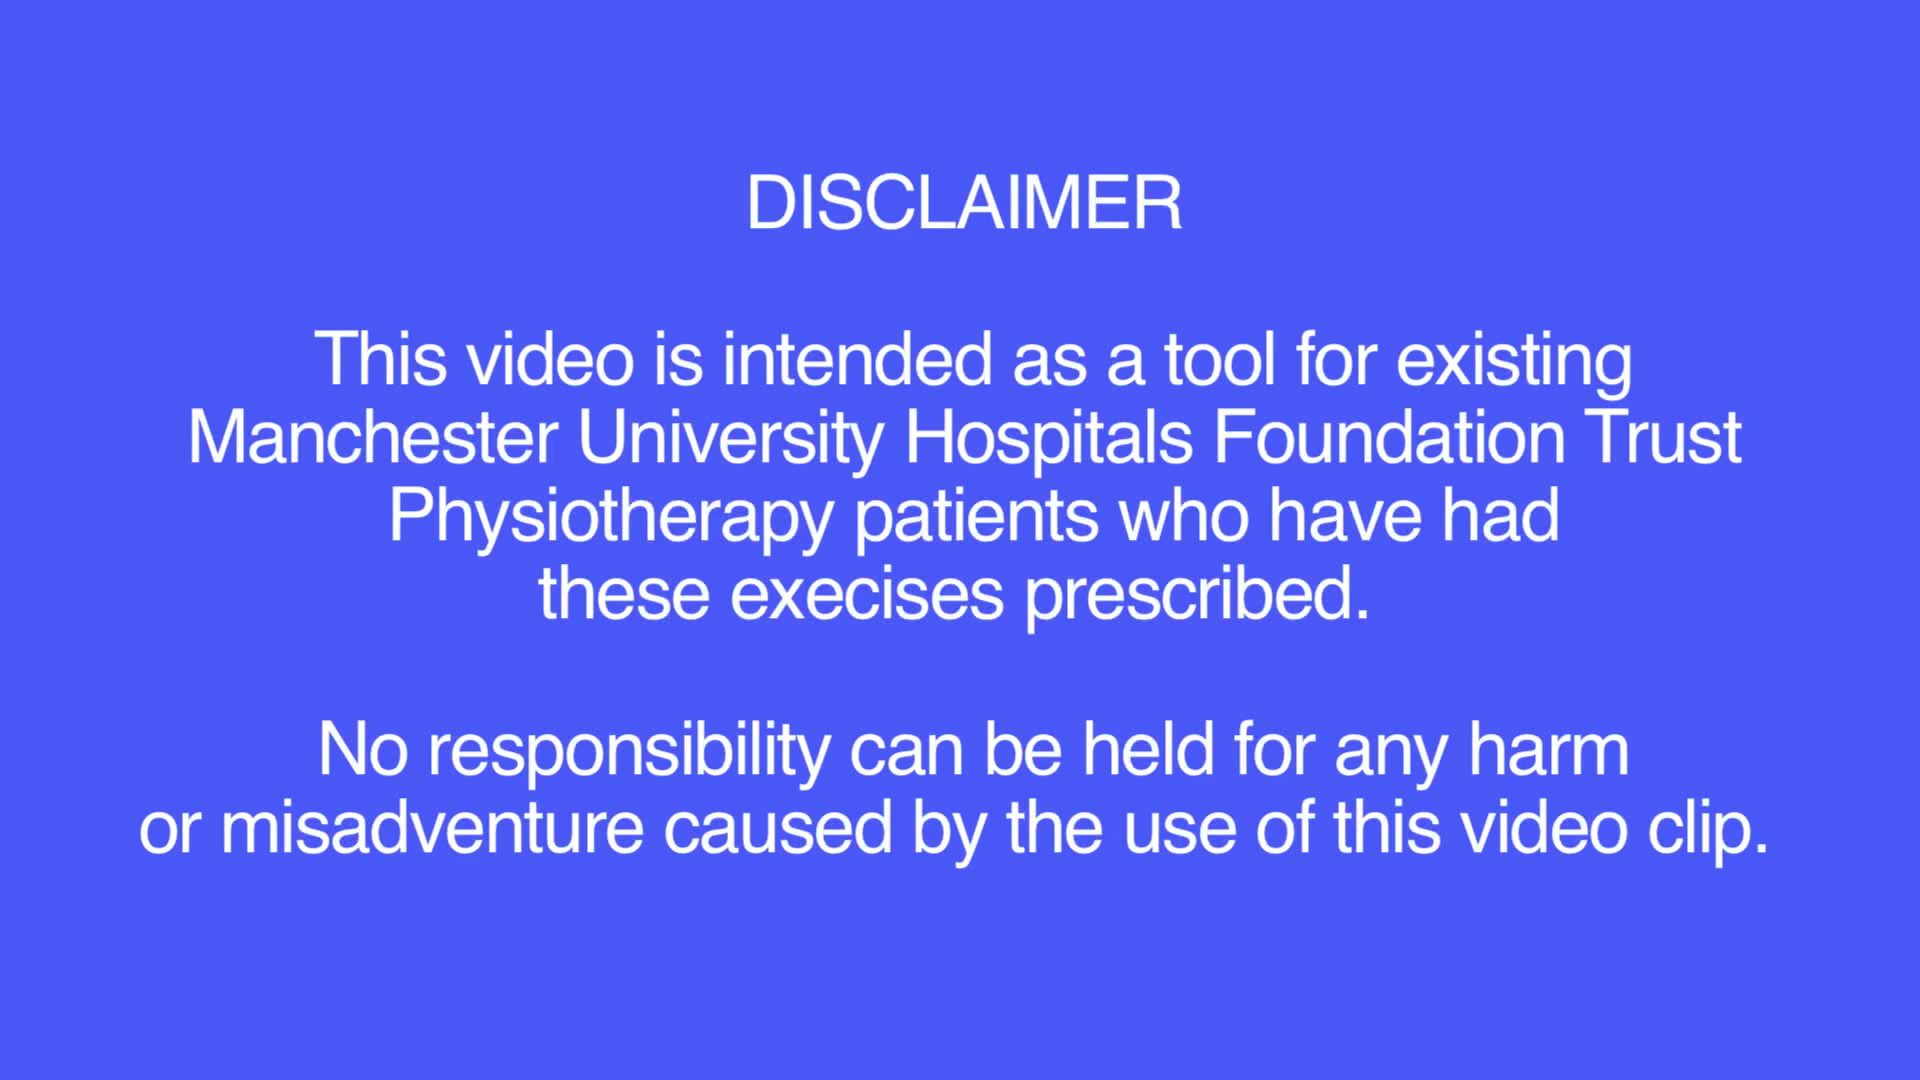 DISCLAIMER
This video is intended as a tool for existing
Manchester University Hospitals Foundation Trust
Physiotherapy patients who have had
these execises prescribed.
No responsibility can be held for any harm
or misadventure caused by the use of this video clip.